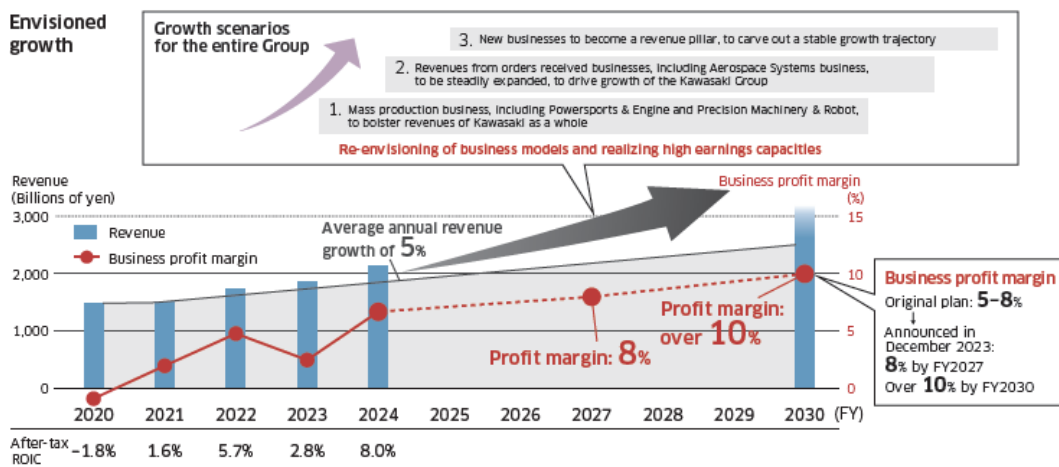 Envisioned
growth
Growth scenarios
for the entire Group
3. New businesses to become a revenue pillar, to carve out a stable growth trajectory
2. Revenues from orders received businesses, including Aerospace Systems business,
to be steadily expanded, to drive growth of the Kawasaki Group
1. Mass production business, including Powersports & Engine and Precision Machinery & Robot,
to bolster revenues of Kawasaki as a whole
Re-envisioning of business models and realizing high earnings capacities
Revenue
(Billions of yen)
Business profit margin
(%)
3,000
15
Revenue
Business profit margin
Average annual revenue
growth of 5%
2,000
10
1,000
5
0
0
Profit margin: 8%
Profit margin:
over 10%
Business profit margin
Original plan: 5–8%
↓
Announced in
December 2023:
8% by FY2027
Over 10% by FY2030
2020 2021 2022 2023 2024 2025 2026 2027 2028 2029 2030 (FY)
After-tax
ROIC
−1.8% 1.6% 5.7% 2.8% 8.0%